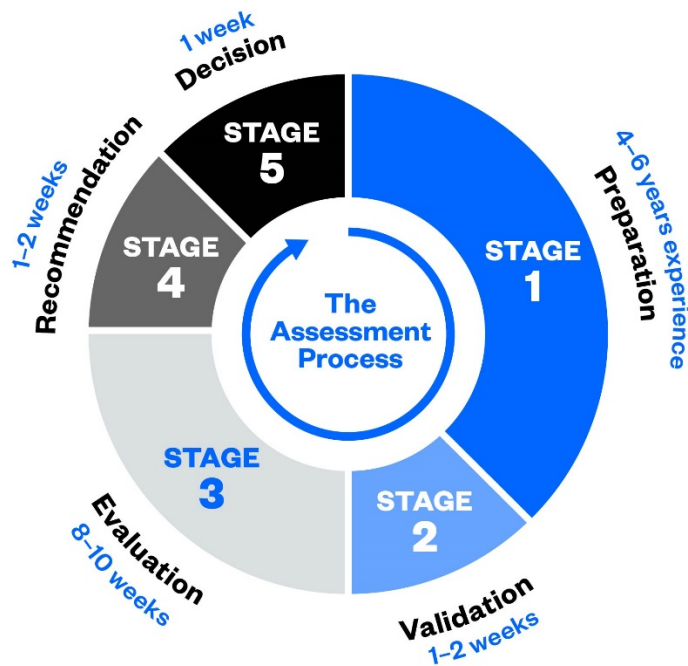 The
Assessment
Process
STAGE
1
Preparation
4–6 years experience
STAGE
2
Validation
1–2 weeks
STAGE
3
Evaluation
8–10 weeks
STAGE
4
Recommendation
1–2 weeks
STAGE
5
Decision
1 week